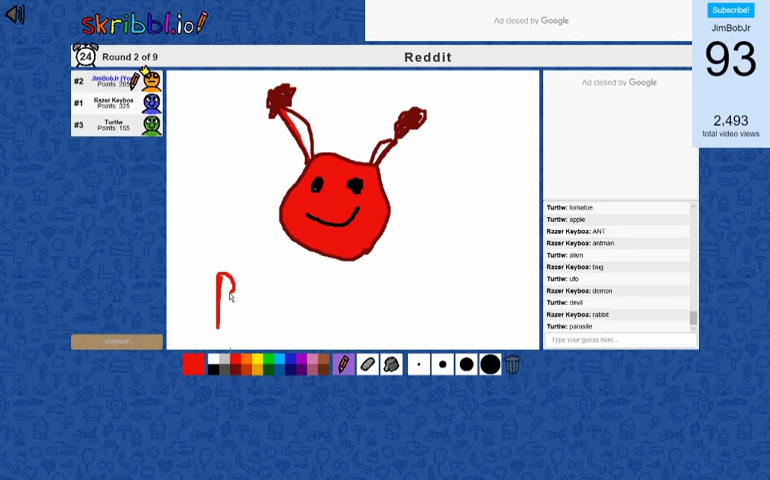 skribbl.io
Ad closed by Google
Subscribe!
JimBobJr
93
2,493
total video views
24
Round 2 of 9
Reddit
#2
JimBobJr (You)
Points: 265
#1
Razer Keyboa
Points: 325
#3
Turtlw
Points: 155
Ad closed by Google
Turtlw: tomatoe
Turtlw: apple
Razer Keyboa: ANT
Razer Keyboa: antman
Turtlw: alien
Razer Keyboa: bug
Turtlw: ufo
Razer Keyboa: demon
Turtlw: devil
Razer Keyboa: rabbit
Turtlw: parasite
Type your guess here...